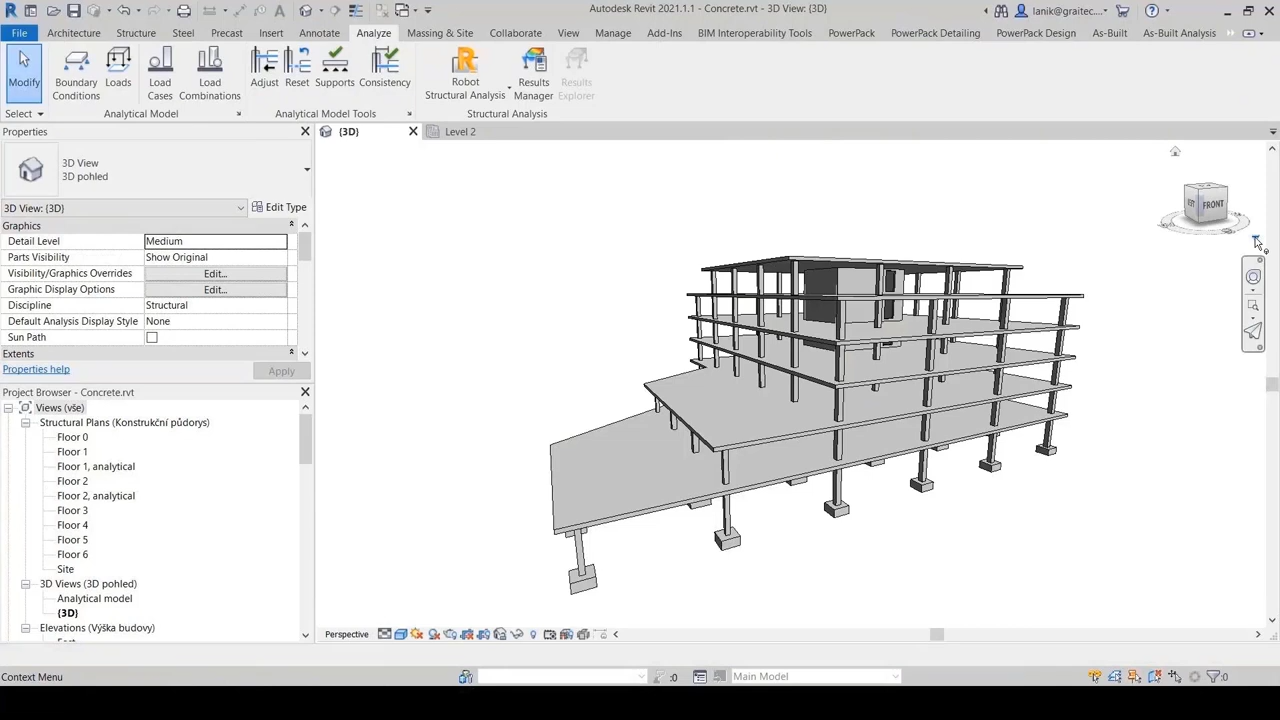 Autodesk Revit 2021.1.1 - Concrete.rvt - 3D View: {3D}
lanik@graitec....
File Architecture Structure Steel Precast Insert Annotate Analyze Massing & Site Collaborate View Manage Add-Ins BIM Interoperability Tools PowerPack PowerPack Detailing PowerPack Design As-Built As-Built Analysis
Modify
Boundary Conditions
Loads
Load Cases
Load Combinations
Adjust
Reset
Supports
Consistency
Robot Structural Analysis
Results Manager
Results Explorer
Select
Analytical Model
Analytical Model Tools
Structural Analysis
Properties
{3D}
Level 2
3D View
3D pohled
3D View: {3D}
Edit Type
Graphics
Detail Level Medium
Parts Visibility Show Original
Visibility/Graphics Overrides Edit...
Graphic Display Options Edit...
Discipline Structural
Default Analysis Display Style None
Sun Path
Extents
Properties help
Apply
FRONT
Project Browser - Concrete.rvt
Views (vše)
Structural Plans (Konstrukční půdorys)
Floor 0
Floor 1
Floor 1, analytical
Floor 2
Floor 2, analytical
Floor 3
Floor 4
Floor 5
Floor 6
Site
3D Views (3D pohled)
Analytical model
{3D}
Elevations (Výška budovy)
Perspective
Context Menu
:0
Main Model
:0